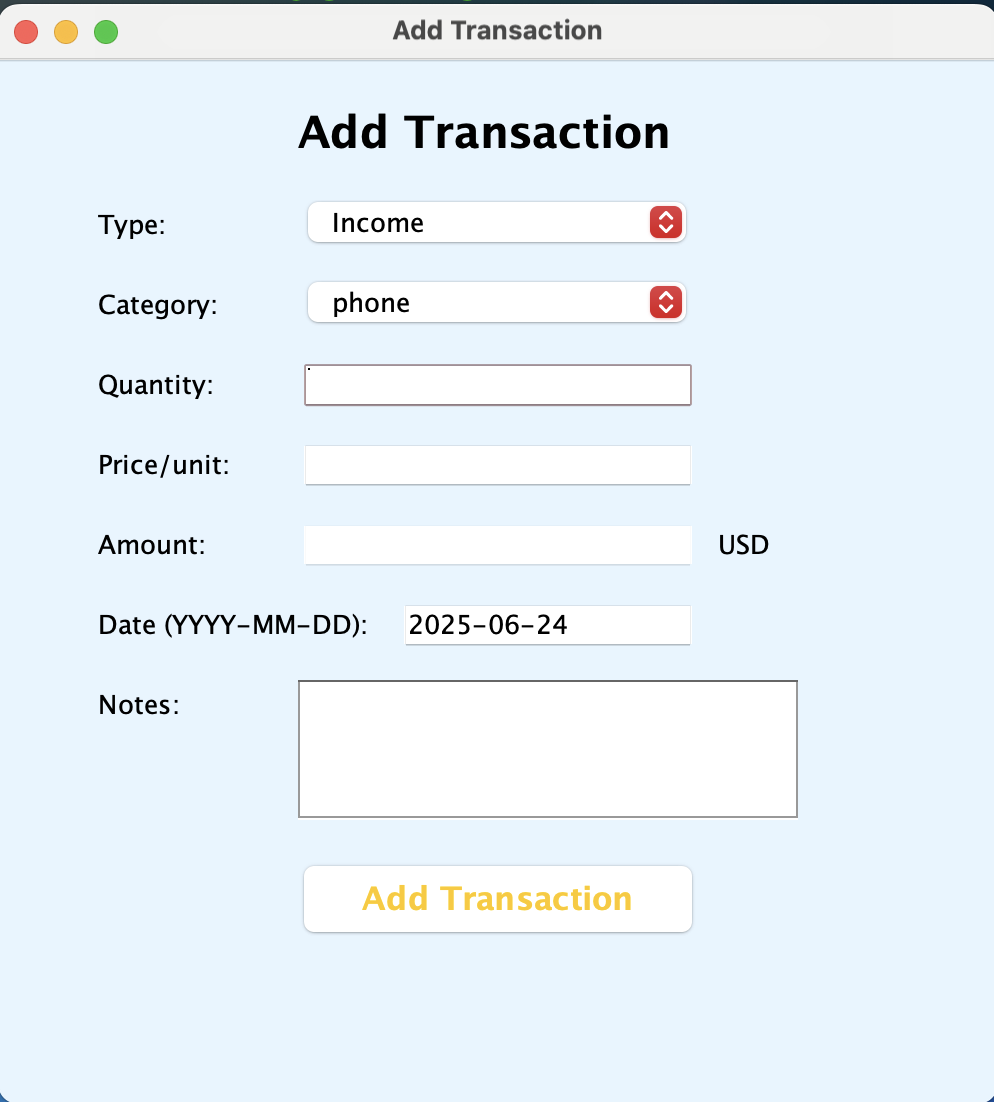 Add Transaction
Add Transaction
Type: Income
Category: phone
Quantity:
Price/unit:
Amount: USD
Date (YYYY-MM-DD): 2025-06-24
Notes:
Add Transaction